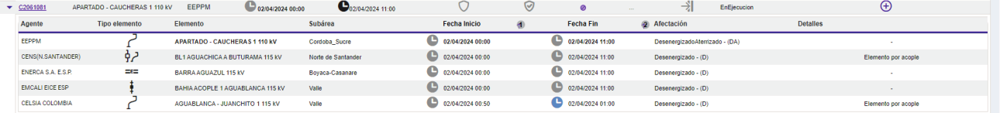 C2061081 APARTADO - CAUCHERAS 1 110 kV EEPPM 02/04/2024 00:00 02/04/2024 11:00 ... EnEjecucion
Agente Tipo elemento Elemento Subárea Fecha Inicio 1 Fecha Fin 2 Afectación Detalles
EEPPM APARTADO - CAUCHERAS 1 110 kV Cordoba_Sucre 02/04/2024 00:00 02/04/2024 11:00 DesenergizadoAterrizado - (DA) -
CENS(N.SANTANDER) BL1 AGUACHICA A BUTURAMA 115 kV Norte de Santander 02/04/2024 00:00 02/04/2024 11:00 Desenergizado - (D) Elemento por acople
ENERCA S.A. E.S.P. BARRA AGUAZUL 115 kV Boyaca-Casanare 02/04/2024 00:00 02/04/2024 11:00 Desenergizado - (D) -
EMCALI EICE ESP BAHIA ACOPLE 1 AGUABLANCA 115 kV Valle 02/04/2024 00:00 02/04/2024 11:00 Desenergizado - (D) -
CELSIA COLOMBIA AGUABLANCA - JUANCHITO 1 115 kV Valle 02/04/2024 00:50 02/04/2024 01:00 Desenergizado - (D) Elemento por acople